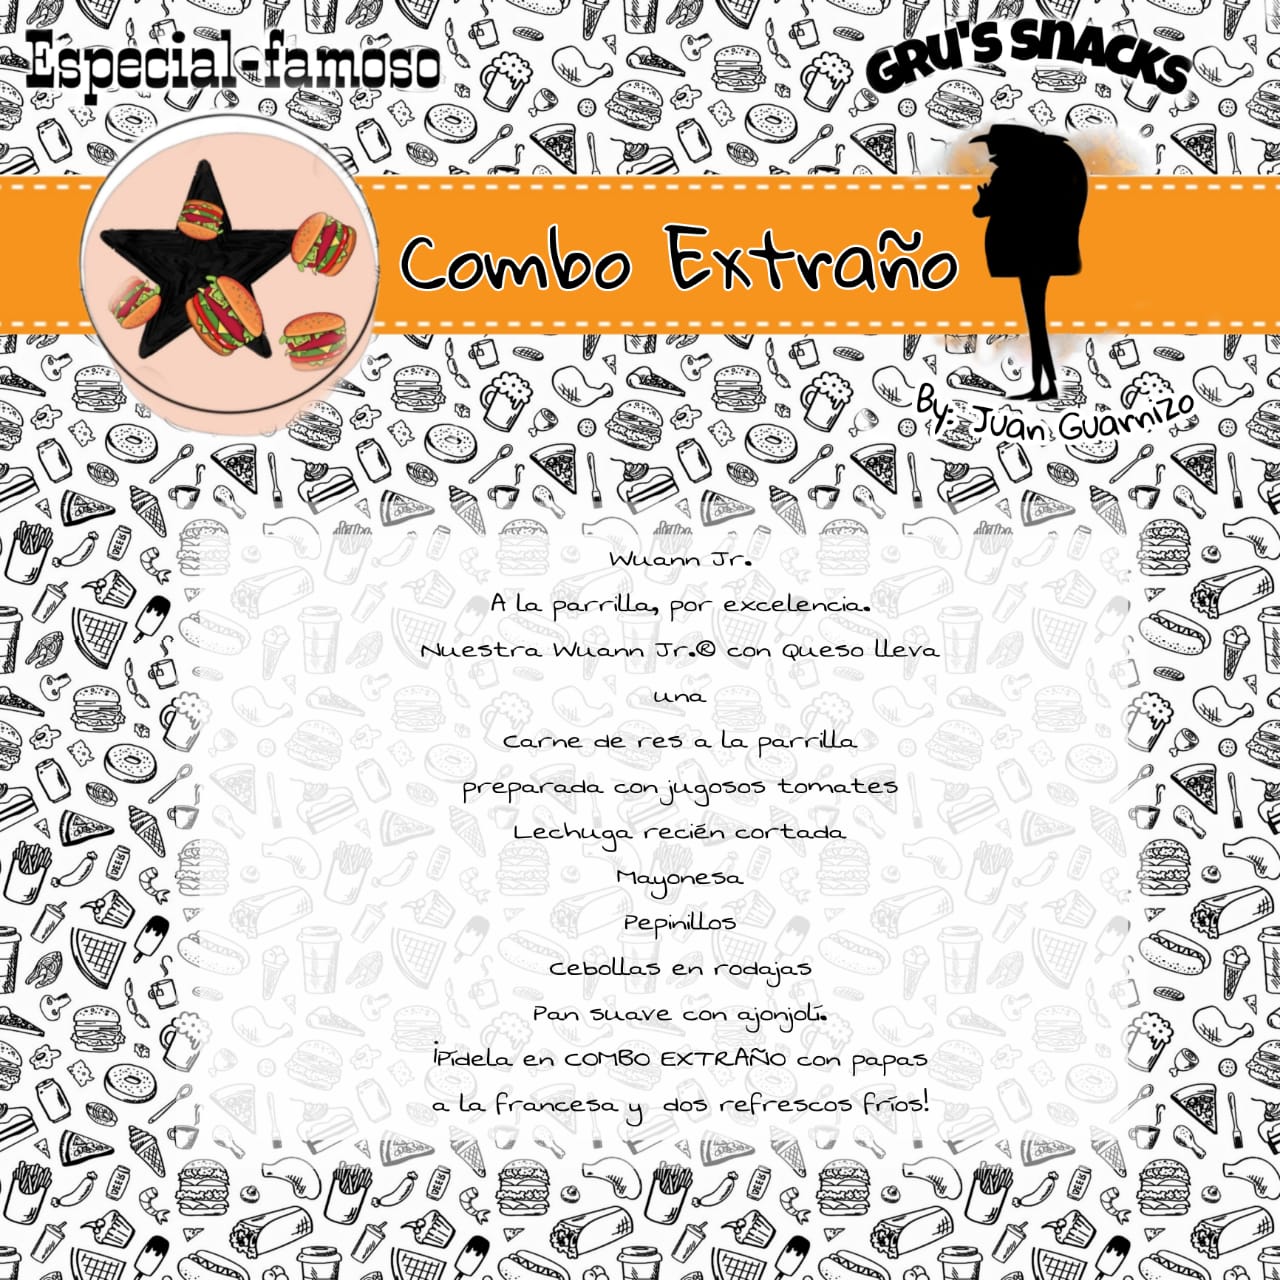 Especial-famoso
GRU'S SNACKS
Combo Extraño
By: Juan Guarnizo
Wuann Jr.
A la parrilla, por excelencia.
Nuestra Wuann Jr.® con Queso lleva
una
Carne de res a la parrilla
preparada con jugosos tomates
Lechuga recién cortada
Mayonesa
Pepinillos
Cebollas en rodajas
Pan suave con ajonjolí.
¡Pídela en COMBO EXTRAÑO con papas
a la francesa y dos refrescos fríos!